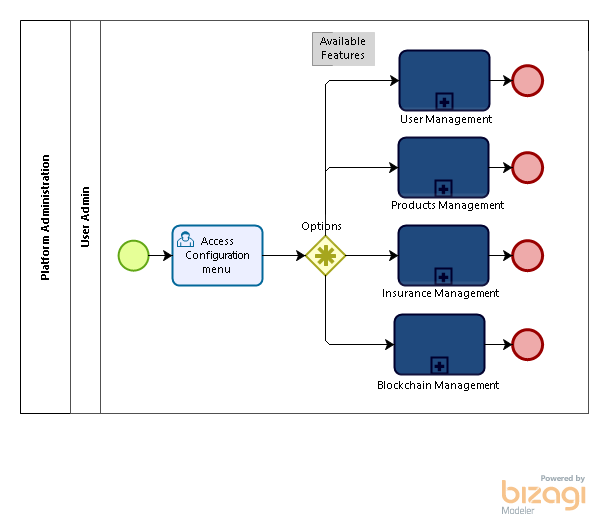 Available
Features
User Management
Products Management
Options
Access
Configuration
menu
Insurance Management
Blockchain Management
Platform Administration
User Admin
Powered by
bizagi
Modeler